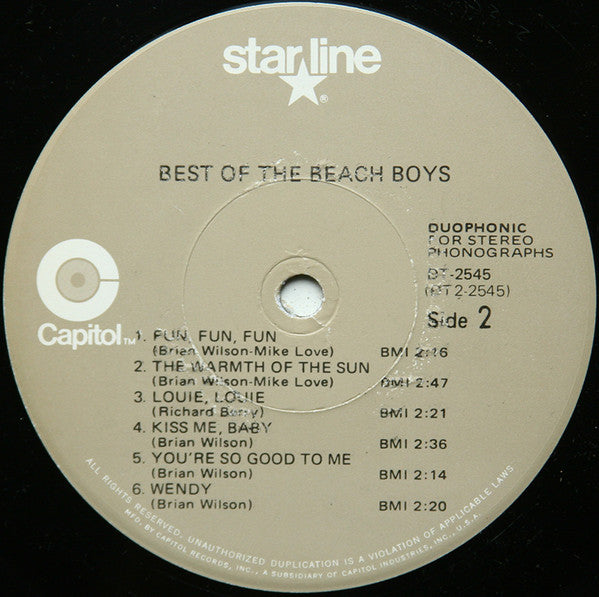 starline
®
BEST OF THE BEACH BOYS
DUOPHONIC
FOR STEREO
PHONOGRAPHS
DT-2545
(DT2-2545)
Side 2
Capitol TM
1. FUN, FUN, FUN
(Brian Wilson-Mike Love) BMI 2:16
2. THE WARMTH OF THE SUN
(Brian Wilson-Mike Love) BMI 2:47
3. LOUIE, LOUIE
(Richard Berry) BMI 2:21
4. KISS ME, BABY
(Brian Wilson) BMI 2:36
5. YOU'RE SO GOOD TO ME
(Brian Wilson) BMI 2:14
6. WENDY
(Brian Wilson) BMI 2:20
ALL RIGHTS RESERVED. UNAUTHORIZED DUPLICATION IS A VIOLATION OF APPLICABLE LAWS
MFD. BY CAPITOL RECORDS, INC., A SUBSIDIARY OF CAPITOL INDUSTRIES, INC., U.S.A.